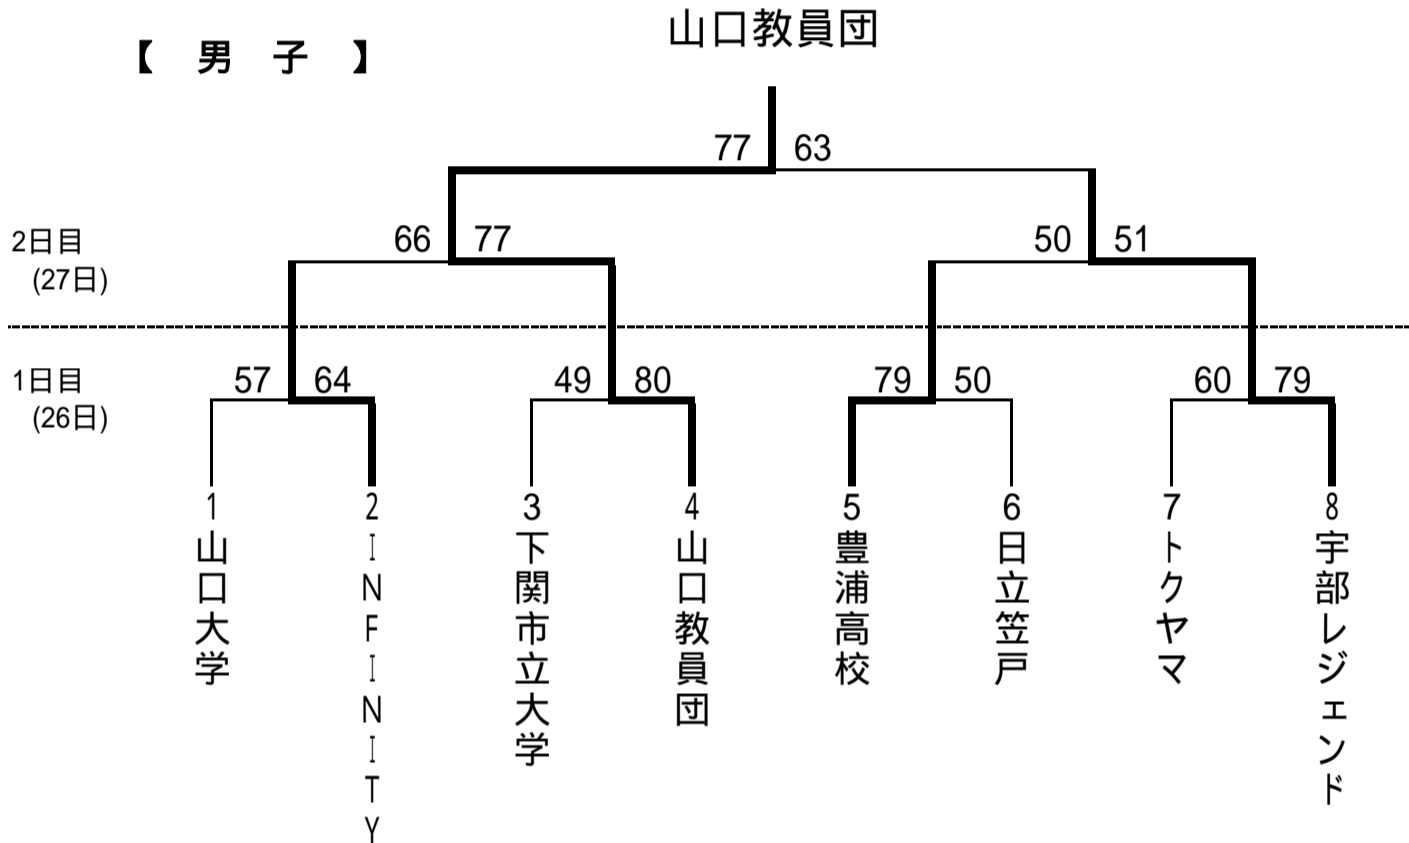 山口教員団
【 男 子 】
77 63
2日目
(27日)
66 77
50 51
1日目
(26日)
57 64
49 80
79 50
60 79
1 山口大学
2 INFINITY
3 下関市立大学
4 山口教員団
5 豊浦高校
6 日立笠戸
7 トクヤマ
8 宇部レジェンド